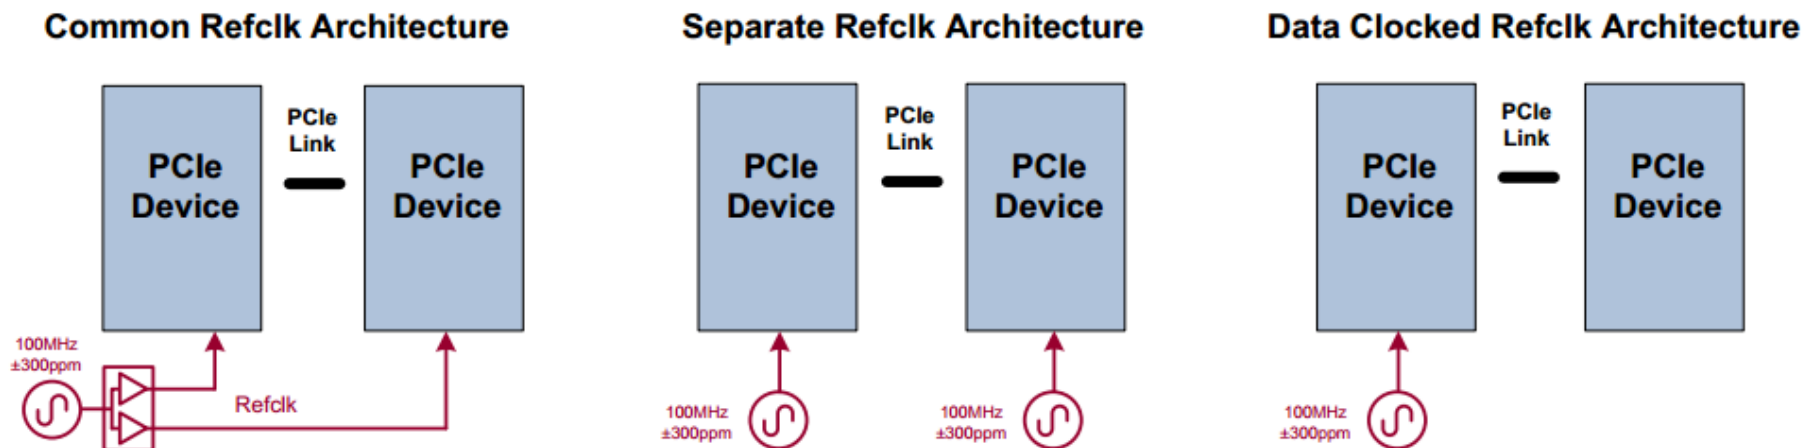 Common Refclk Architecture
PCIe
Device
PCIe
Link
PCIe
Device
100MHz
±300ppm
Refclk
Separate Refclk Architecture
PCIe
Device
PCIe
Link
PCIe
Device
100MHz
±300ppm
100MHz
±300ppm
Data Clocked Refclk Architecture
PCIe
Device
PCIe
Link
PCIe
Device
100MHz
±300ppm